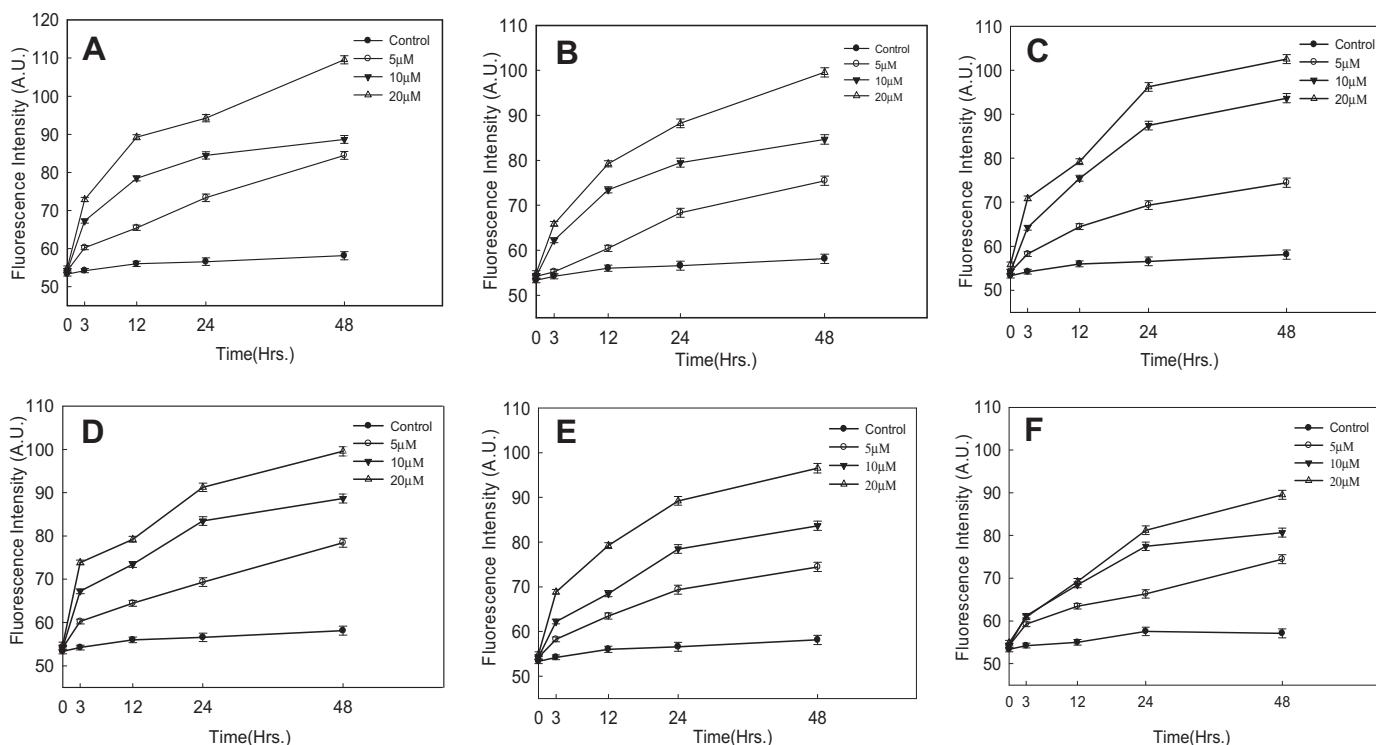 A
Fluorescence Intensity (A.U.)
120
110
100
90
80
70
60
50
0 3 12 24 48
Time(Hrs.)
Control
5μM
10μM
20μM
B
Fluorescence Intensity (A.U.)
110
100
90
80
70
60
50
0 3 12 24 48
Time(Hrs.)
Control
5μM
10μM
20μM
C
Fluorescence Intensity (A.U.)
110
100
90
80
70
60
50
0 3 12 24 48
Time(Hrs.)
Control
5μM
10μM
20μM
D
Fluorescence Intensity (A.U.)
110
100
90
80
70
60
50
0 3 12 24 48
Time(Hrs.)
Control
5μM
10μM
20μM
E
Fluorescence Intensity (A.U.)
110
100
90
80
70
60
50
0 3 12 24 48
Time(Hrs.)
Control
5μM
10μM
20μM
F
Fluorescence Intensity (A.U.)
110
100
90
80
70
60
50
0 3 12 24 48
Time(Hrs.)
Control
5μM
10μM
20μM